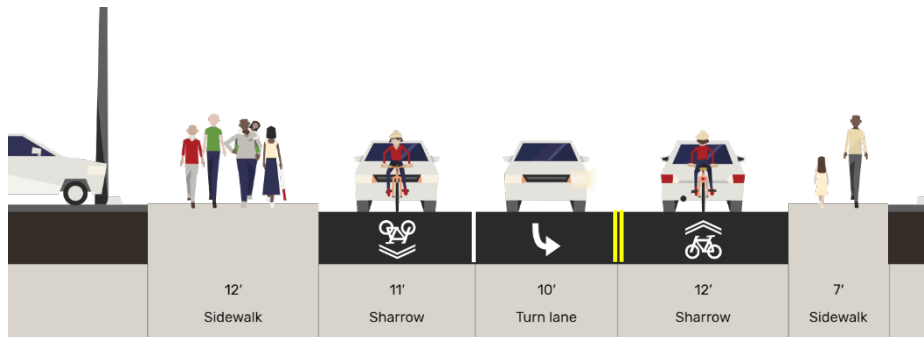 12'
Sidewalk
11'
Sharrow
10'
Turn lane
12'
Sharrow
7'
Sidewalk